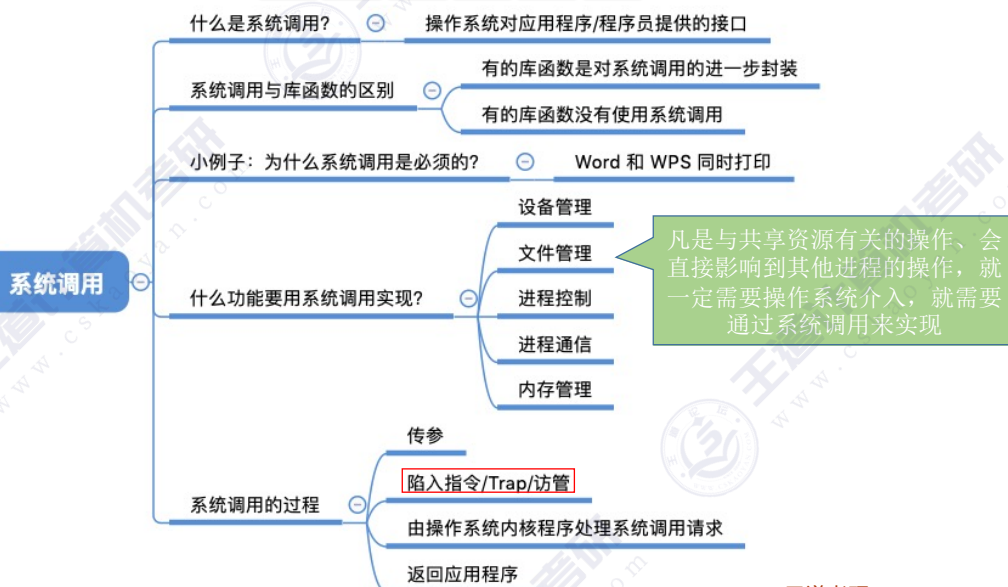 什么是系统调用?
操作系统对应用程序/程序员提供的接口
系统调用与库函数的区别
有的库函数是对系统调用的进一步封装
有的库函数没有使用系统调用
小例子：为什么系统调用是必须的?
Word 和 WPS 同时打印
系统调用
什么功能要用系统调用实现?
设备管理
文件管理
进程控制
进程通信
内存管理
凡是与共享资源有关的操作、会
直接影响到其他进程的操作，就
一定需要操作系统介入，就需要
通过系统调用来实现
系统调用的过程
传参
陷入指令/Trap/访管
由操作系统内核程序处理系统调用请求
返回应用程序